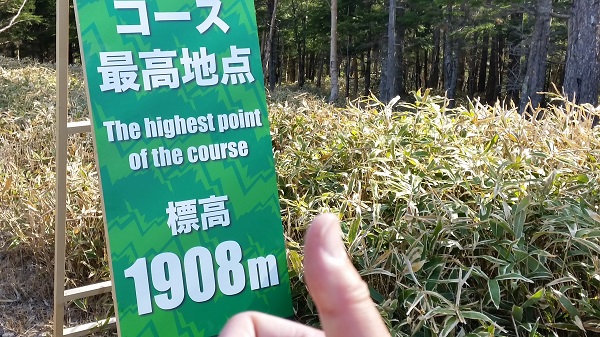 コース
最高地点
The highest point
of the course
標高
1908m